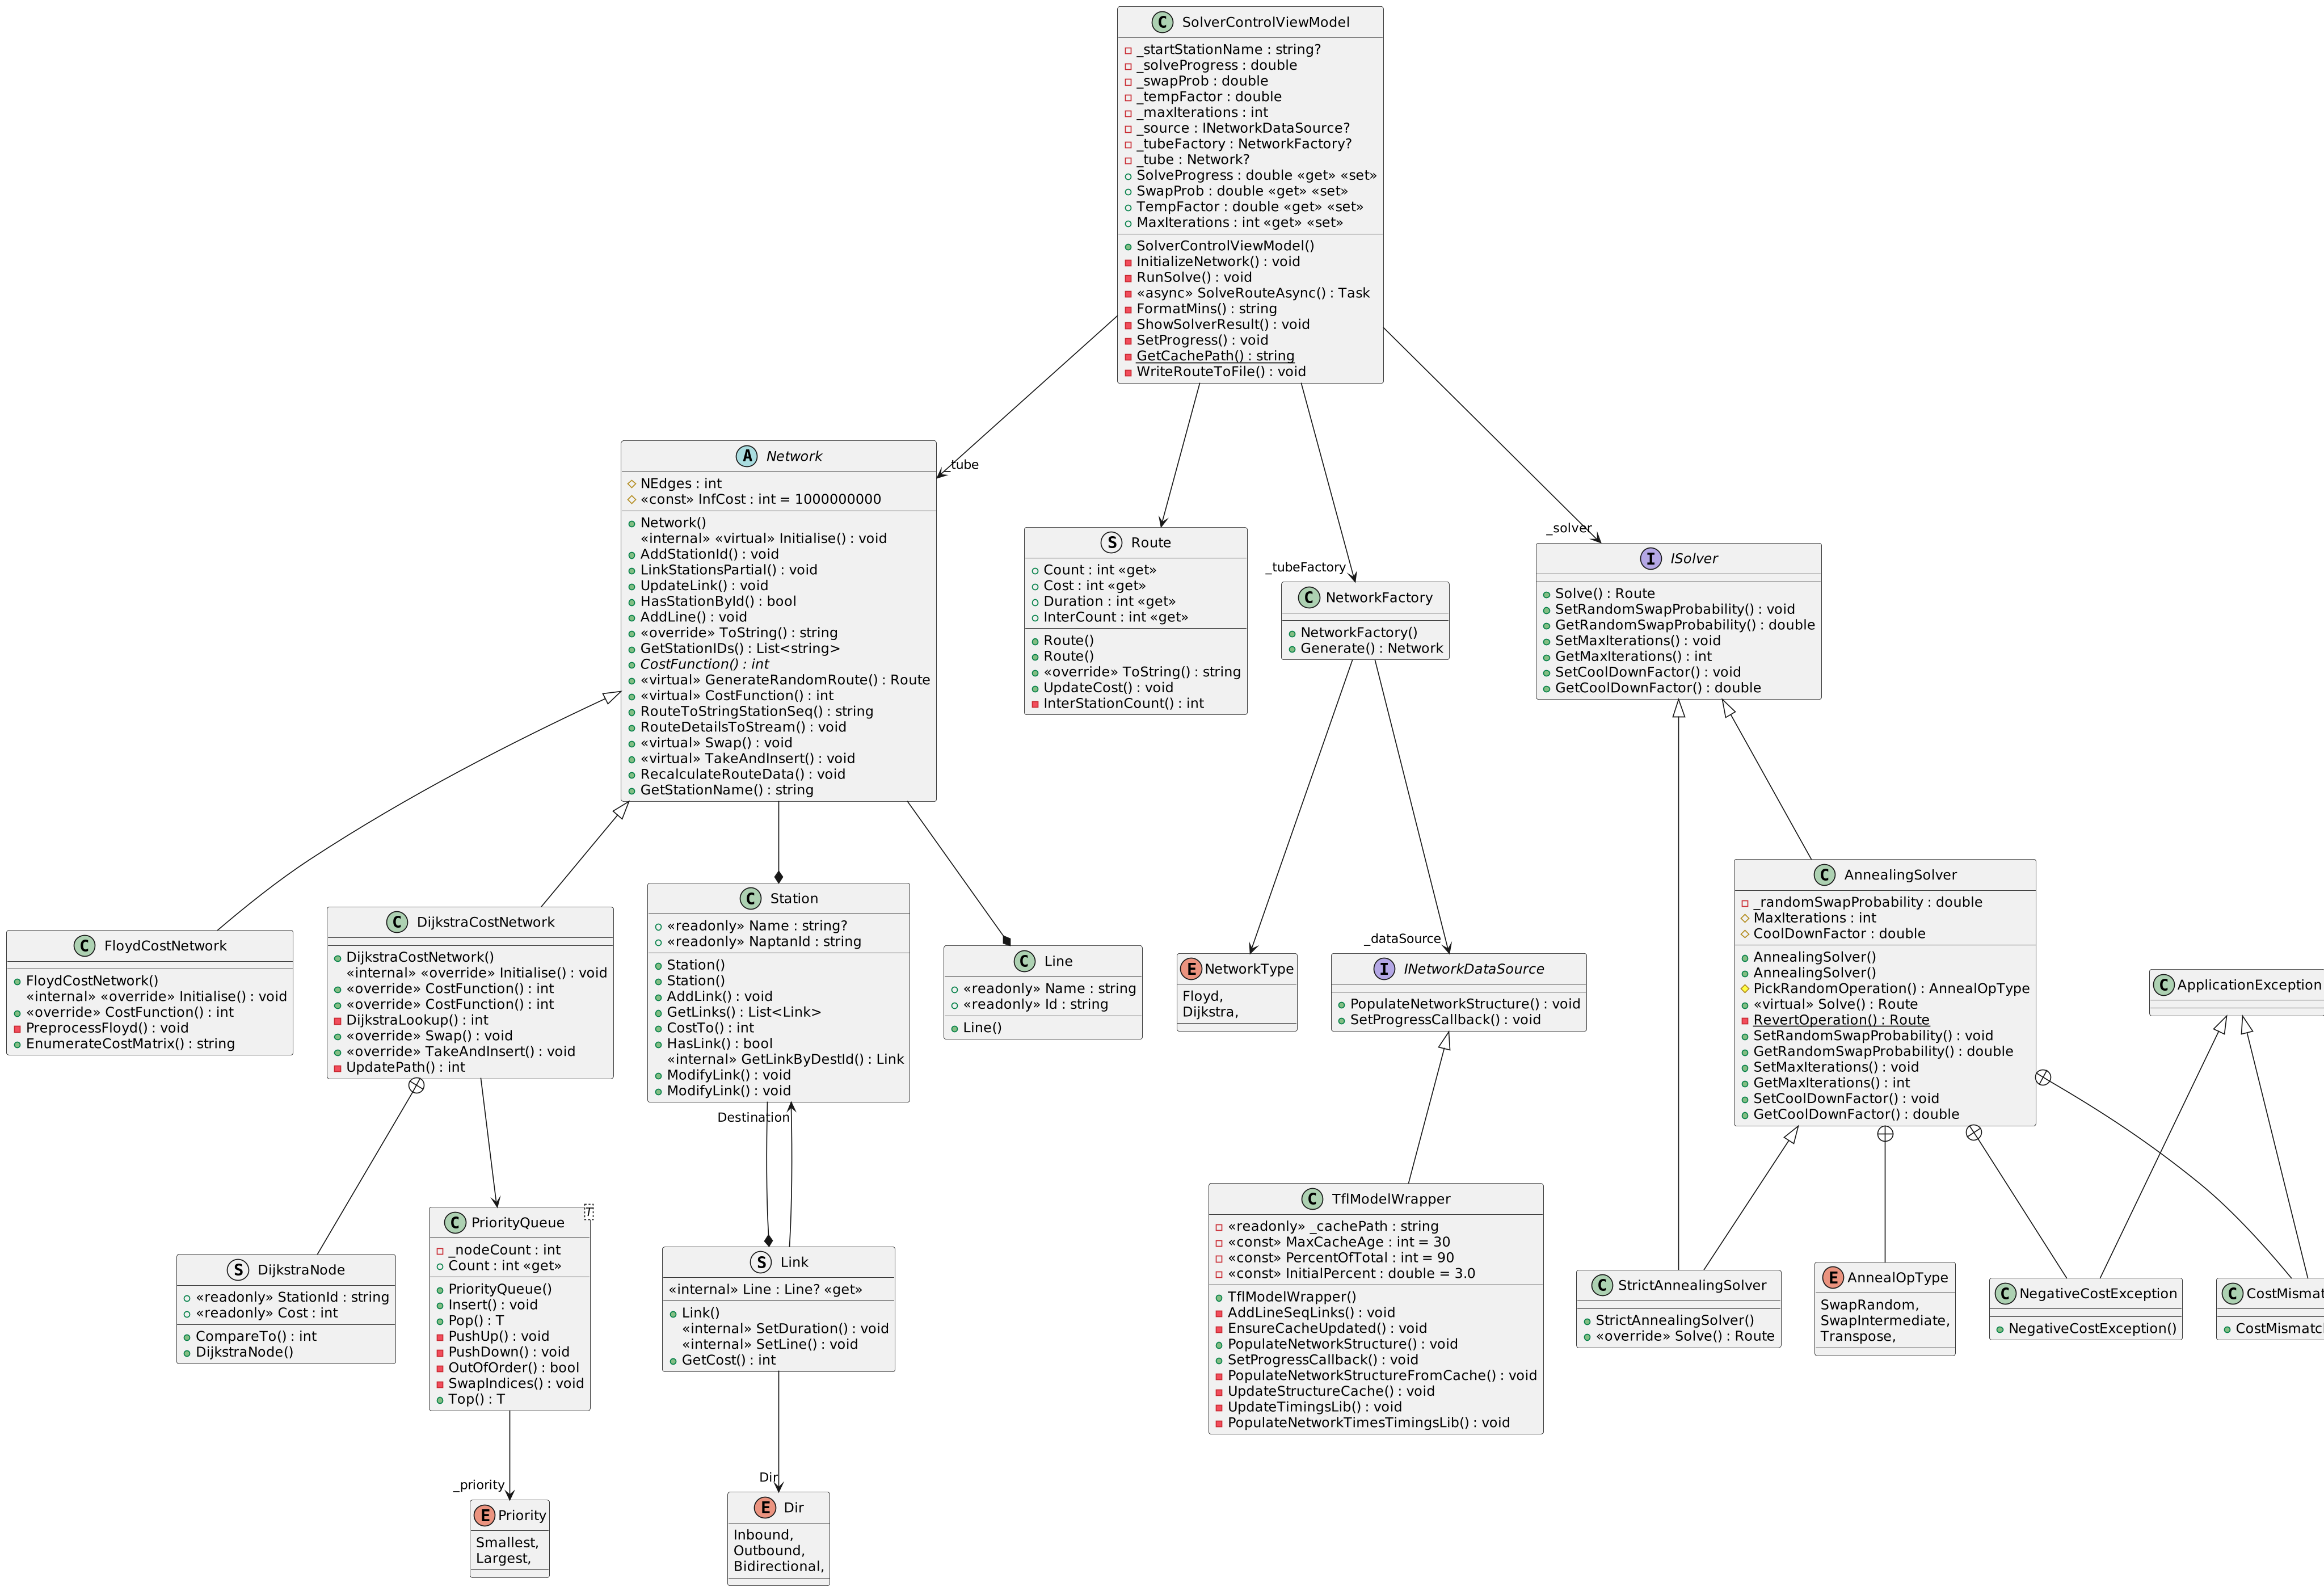 C SolverControlViewModel
_startStationName : string?
_solveProgress : double
_swapProb : double
_tempFactor : double
_maxIterations : int
_source : INetworkDataSource?
_tubeFactory : NetworkFactory?
_tube : Network?
SolveProgress : double «get» «set»
SwapProb : double «get» «set»
TempFactor : double «get» «set»
MaxIterations : int «get» «set»
SolverControlViewModel()
InitializeNetwork() : void
RunSolve() : void
«async» SolveRouteAsync() : Task
FormatMins() : string
ShowSolverResult() : void
SetProgress() : void
GetCachePath() : string
WriteRouteToFile() : void
_tube
_tubeFactory
_solver
A Network
NEdges : int
«const» InfCost : int = 1000000000
Network()
«internal» «virtual» Initialise() : void
AddStationId() : void
LinkStationsPartial() : void
UpdateLink() : void
HasStationById() : bool
AddLine() : void
«override» ToString() : string
GetStationIDs() : List<string>
CostFunction() : int
«virtual» GenerateRandomRoute() : Route
«virtual» CostFunction() : int
RouteToStringStationSeq() : string
RouteDetailsToStream() : void
«virtual» Swap() : void
«virtual» TakeAndInsert() : void
RecalculateRouteData() : void
GetStationName() : string
S Route
Count : int «get»
Cost : int «get»
Duration : int «get»
InterCount : int «get»
Route()
Route()
«override» ToString() : string
UpdateCost() : void
InterStationCount() : int
C NetworkFactory
NetworkFactory()
Generate() : Network
I ISolver
Solve() : Route
SetRandomSwapProbability() : void
GetRandomSwapProbability() : double
SetMaxIterations() : void
GetMaxIterations() : int
SetCoolDownFactor() : void
GetCoolDownFactor() : double
C FloydCostNetwork
FloydCostNetwork()
«internal» «override» Initialise() : void
«override» CostFunction() : int
PreprocessFloyd() : void
EnumerateCostMatrix() : string
C DijkstraCostNetwork
DijkstraCostNetwork()
«internal» «override» Initialise() : void
«override» CostFunction() : int
«override» CostFunction() : int
DijkstraLookup() : int
«override» Swap() : void
«override» TakeAndInsert() : void
UpdatePath() : int
C Station
«readonly» Name : string?
«readonly» NaptanId : string
Station()
Station()
AddLink() : void
GetLinks() : List<Link>
CostTo() : int
HasLink() : bool
«internal» GetLinkByDestId() : Link
ModifyLink() : void
ModifyLink() : void
Destination
C Line
«readonly» Name : string
«readonly» Id : string
Line()
E NetworkType
Floyd,
Dijkstra,
_dataSource
I INetworkDataSource
PopulateNetworkStructure() : void
SetProgressCallback() : void
C AnnealingSolver
_randomSwapProbability : double
MaxIterations : int
CoolDownFactor : double
AnnealingSolver()
AnnealingSolver()
PickRandomOperation() : AnnealOpType
«virtual» Solve() : Route
RevertOperation() : Route
SetRandomSwapProbability() : void
GetRandomSwapProbability() : double
SetMaxIterations() : void
GetMaxIterations() : int
SetCoolDownFactor() : void
GetCoolDownFactor() : double
C ApplicationException
S DijkstraNode
«readonly» StationId : string
«readonly» Cost : int
CompareTo() : int
DijkstraNode()
C PriorityQueue
T
_nodeCount : int
Count : int «get»
PriorityQueue()
Insert() : void
Pop() : T
PushUp() : void
PushDown() : void
OutOfOrder() : bool
SwapIndices() : void
Top() : T
S Link
«internal» Line : Line? «get»
Link()
«internal» SetDuration() : void
«internal» SetLine() : void
GetCost() : int
C TflModelWrapper
«readonly» _cachePath : string
«const» MaxCacheAge : int = 30
«const» PercentOfTotal : int = 90
«const» InitialPercent : double = 3.0
TflModelWrapper()
AddLineSeqLinks() : void
EnsureCacheUpdated() : void
PopulateNetworkStructure() : void
SetProgressCallback() : void
PopulateNetworkStructureFromCache() : void
UpdateStructureCache() : void
UpdateTimingsLib() : void
PopulateNetworkTimesTimingsLib() : void
C StrictAnnealingSolver
StrictAnnealingSolver()
«override» Solve() : Route
E AnnealOpType
SwapRandom,
SwapIntermediate,
Transpose,
C NegativeCostException
NegativeCostException()
C CostMismat
CostMismatc
_priority
E Priority
Smallest,
Largest,
Dir
E Dir
Inbound,
Outbound,
Bidirectional,